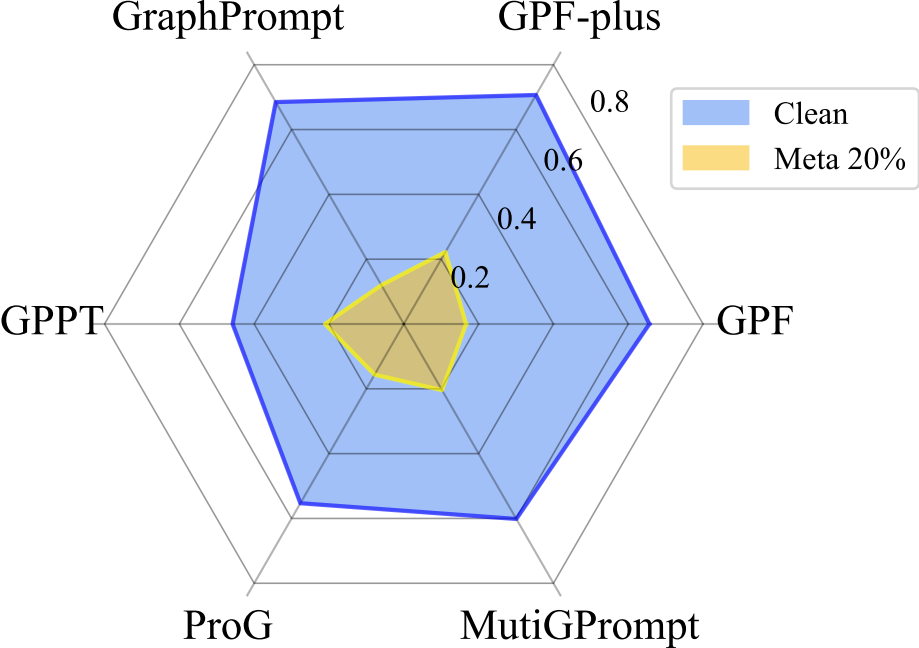 GraphPrompt
GPF-plus
0.8
Clean
Meta 20%
0.6
0.4
0.2
GPPT
GPF
ProG
MutiGPrompt